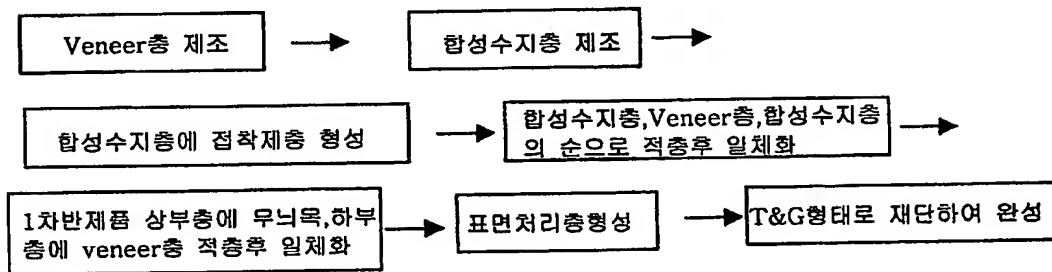 Veneer층 제조
합성수지층 제조
합성수지층에 접착제층 형성
합성수지층,Veneer층,합성수지층
의 순으로 적층후 일체화
1차반제품 상부층에 무늬목,하부
층에 veneer층 적층후 일체화
표면처리층형성
T&G형태로 재단하여 완성